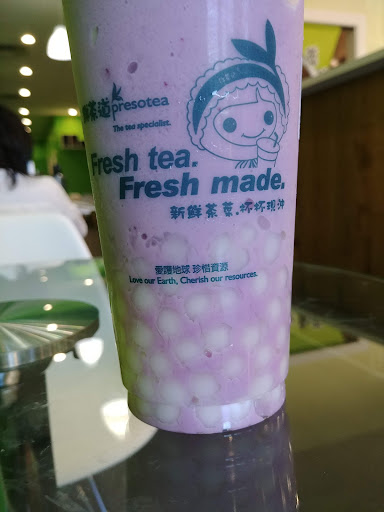 茶道 presotea
The tea specialist.
Fresh tea.
Fresh made.
新鮮茶葉.杯杯現沖
愛護地球 珍惜資源
Love our Earth, Cherish our resources.